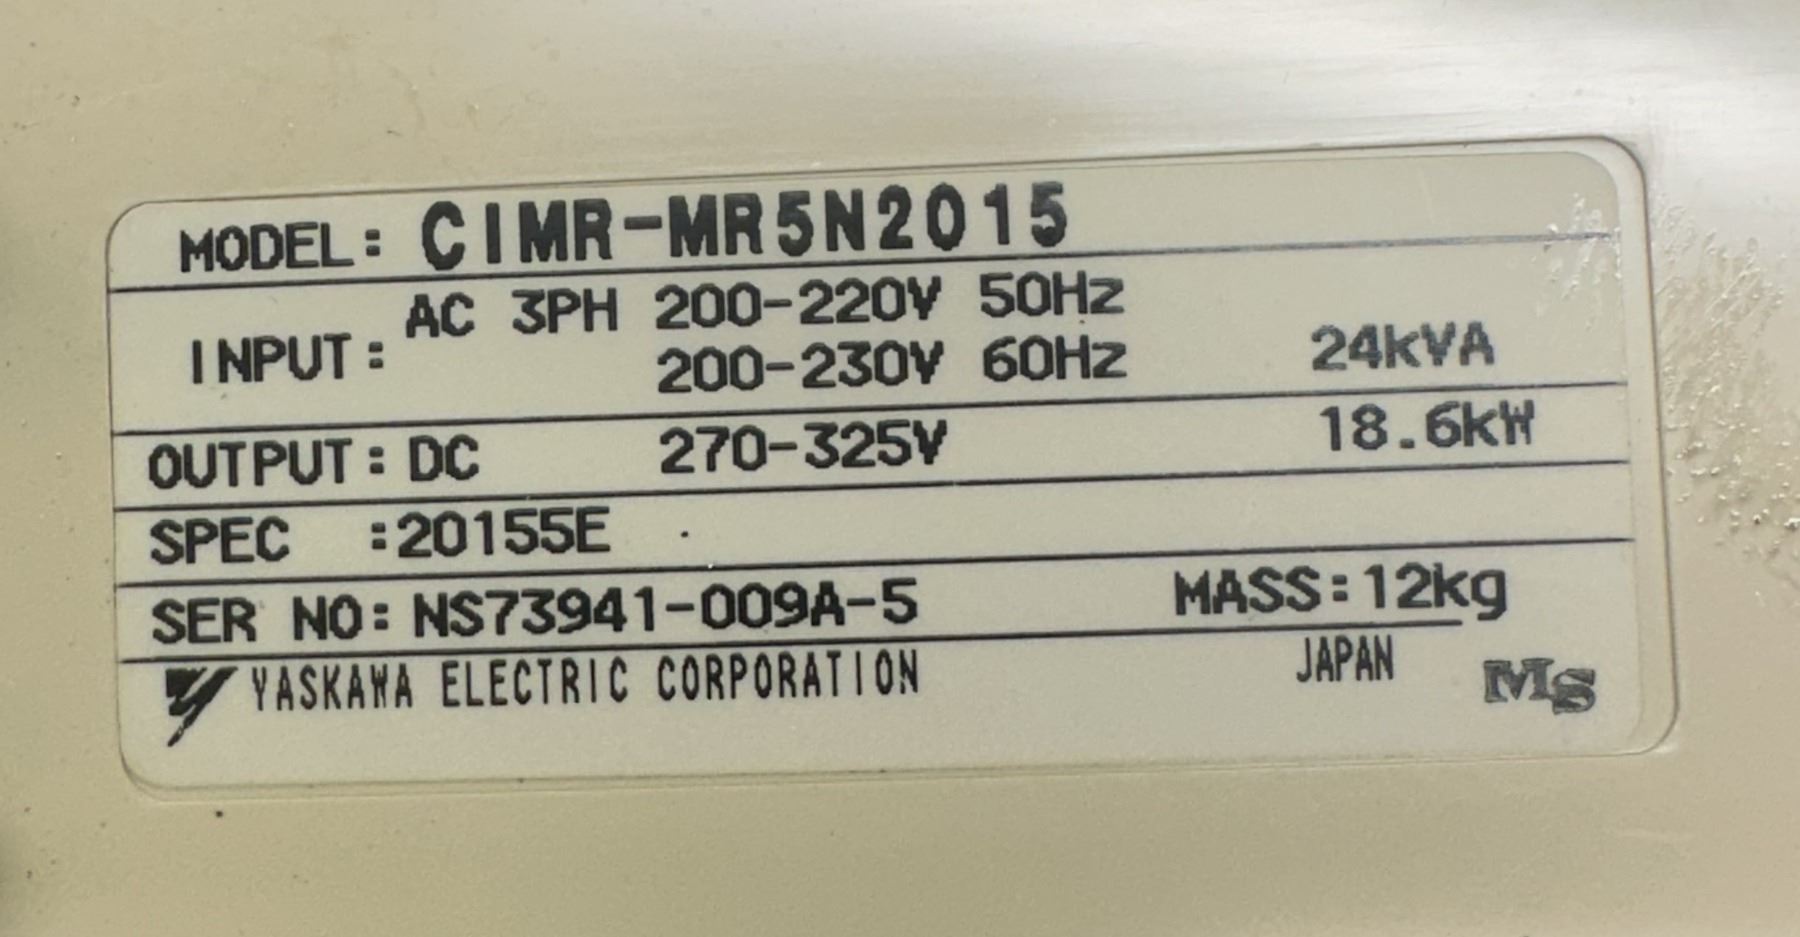 MODEL: CIMR-MR5N2015
INPUT: AC 3PH 200-220V 50Hz
200-230V 60Hz 24kVA
OUTPUT: DC 270-325V 18.6kW
SPEC :20155E
SER NO: NS73941-009A-5 MASS:12kg
YASKAWA ELECTRIC CORPORATION JAPAN MS